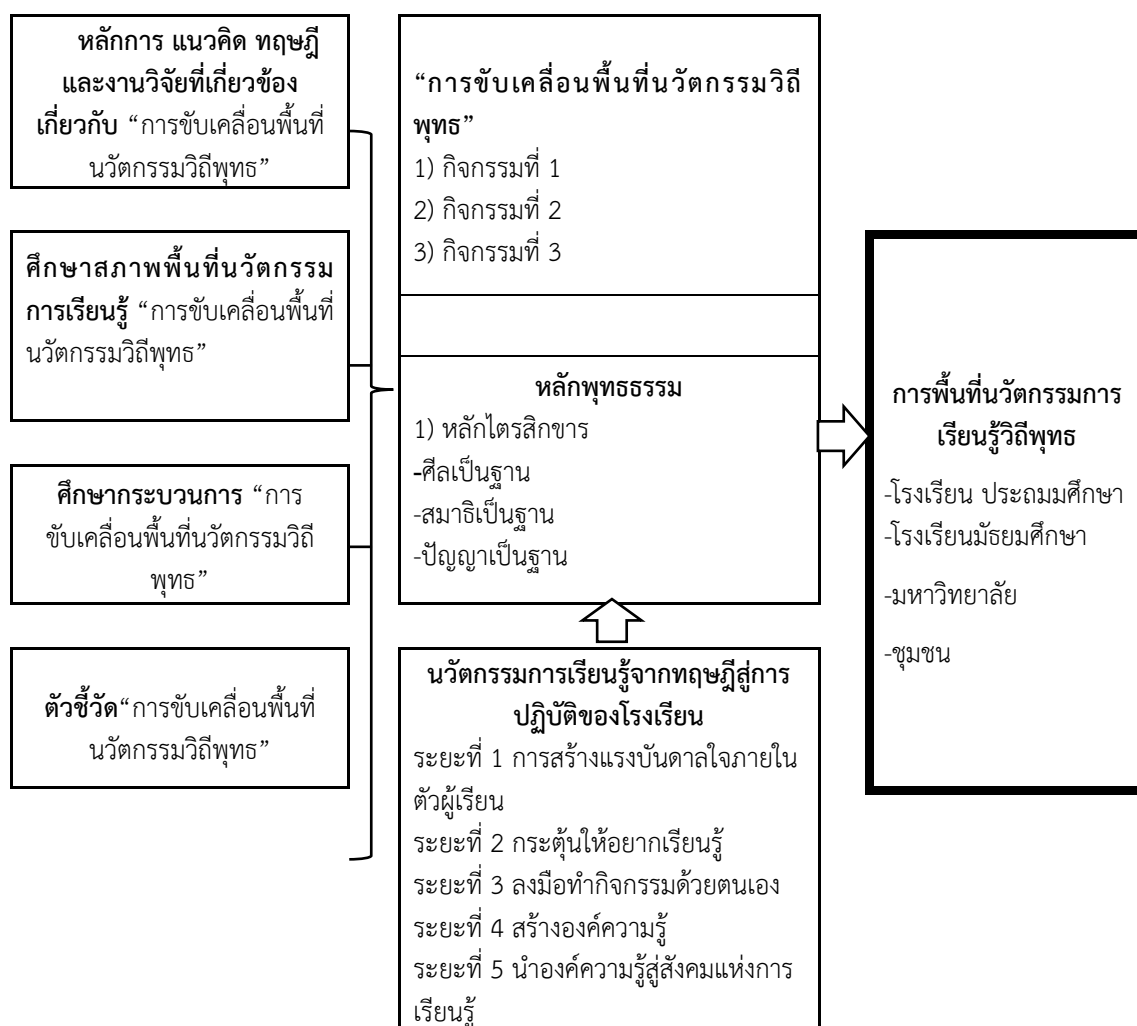 หลักการ แนวคิด ทฤษฎี
และงานวิจัยที่เกี่ยวข้อง
เกี่ยวกับ “การขับเคลื่อนพื้นที่
นวัตกรรมวิถีพุทธ”
ศึกษาสภาพพื้นที่นวัตกรรม
การเรียนรู้ “การขับเคลื่อนพื้นที่
นวัตกรรมวิถีพุทธ”
ศึกษากระบวนการ “การ
ขับเคลื่อนพื้นที่นวัตกรรมวิถี
พุทธ”
ตัวชี้วัด“การขับเคลื่อนพื้นที่
นวัตกรรมวิถีพุทธ”
“การขับเคลื่อนพื้นที่นวัตกรรมวิถี
พุทธ”
1) กิจกรรมที่ 1
2) กิจกรรมที่ 2
3) กิจกรรมที่ 3
หลักพุทธธรรม
1) หลักไตรสิกขาร
-ศีลเป็นฐาน
-สมาธิเป็นฐาน
-ปัญญาเป็นฐาน
นวัตกรรมการเรียนรู้จากทฤษฎีสู่การ
ปฏิบัติของโรงเรียน
ระยะที่ 1 การสร้างแรงบันดาลใจภายใน
ตัวผู้เรียน
ระยะที่ 2 กระตุ้นให้อยากเรียนรู้
ระยะที่ 3 ลงมือทำกิจกรรมด้วยตนเอง
ระยะที่ 4 สร้างองค์ความรู้
ระยะที่ 5 นำองค์ความรู้สู่สังคมแห่งการ
เรียนรู้
การพื้นที่นวัตกรรมการ
เรียนรู้วิถีพุทธ
-โรงเรียน ประถมมศึกษา
-โรงเรียนมัธยมศึกษา
-มหาวิทยาลัย
-ชุมชน